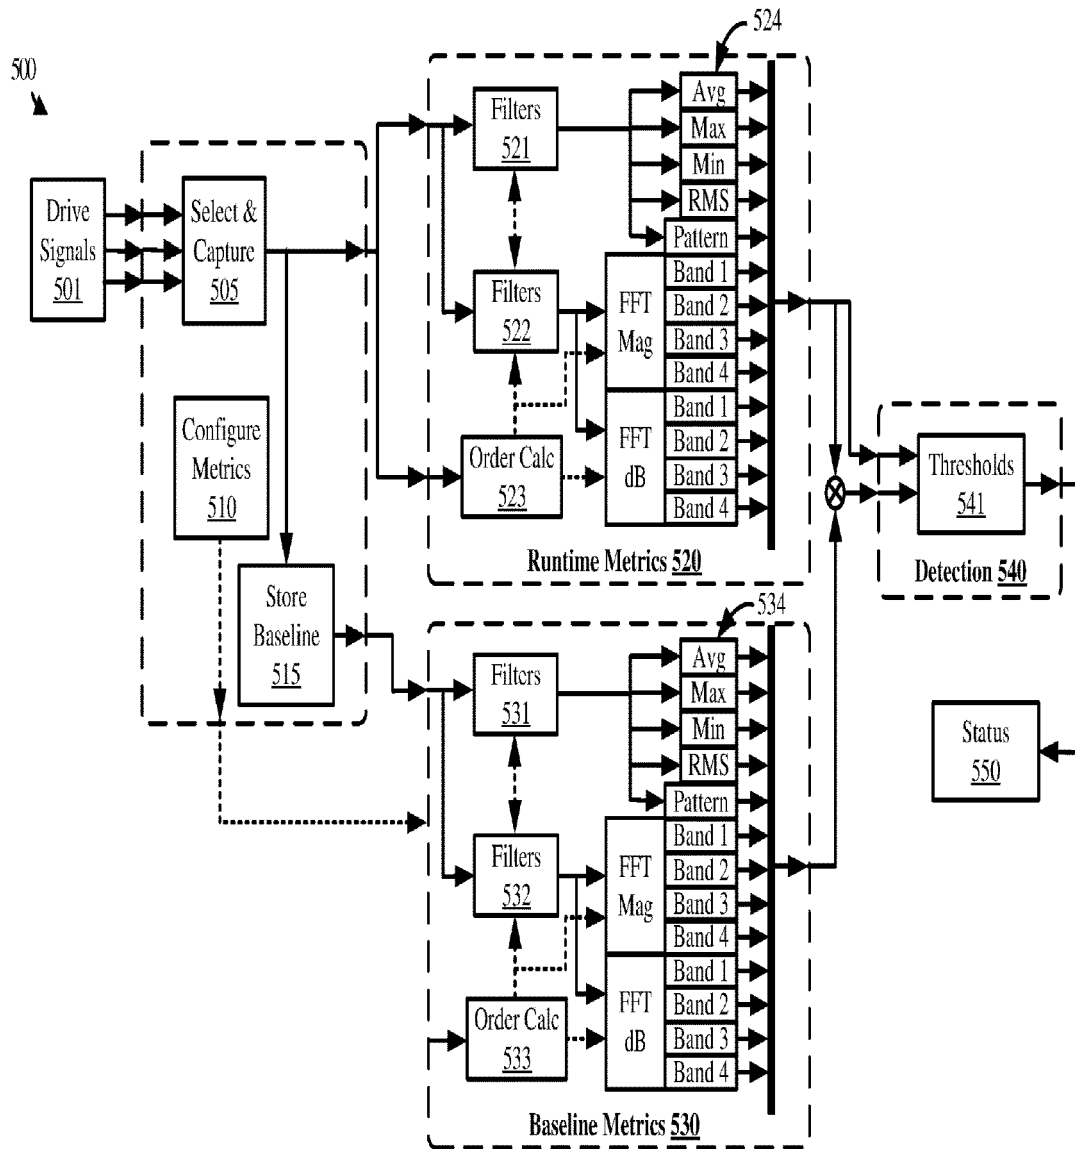 500
Drive
Signals
501
Select &
Capture
505
Configure
Metrics
510
Store
Baseline
515
524
Filters
521
Filters
522
Order Calc
523
Avg
Max
Min
RMS
Pattern
FFT
Mag
Band 1
Band 2
Band 3
Band 4
FFT
dB
Band 1
Band 2
Band 3
Band 4
Runtime Metrics 520
534
Filters
531
Filters
532
Order Calc
533
Avg
Max
Min
RMS
Pattern
FFT
Mag
Band 1
Band 2
Band 3
Band 4
FFT
dB
Band 1
Band 2
Band 3
Band 4
Baseline Metrics 530
Thresholds
541
Detection 540
Status
550